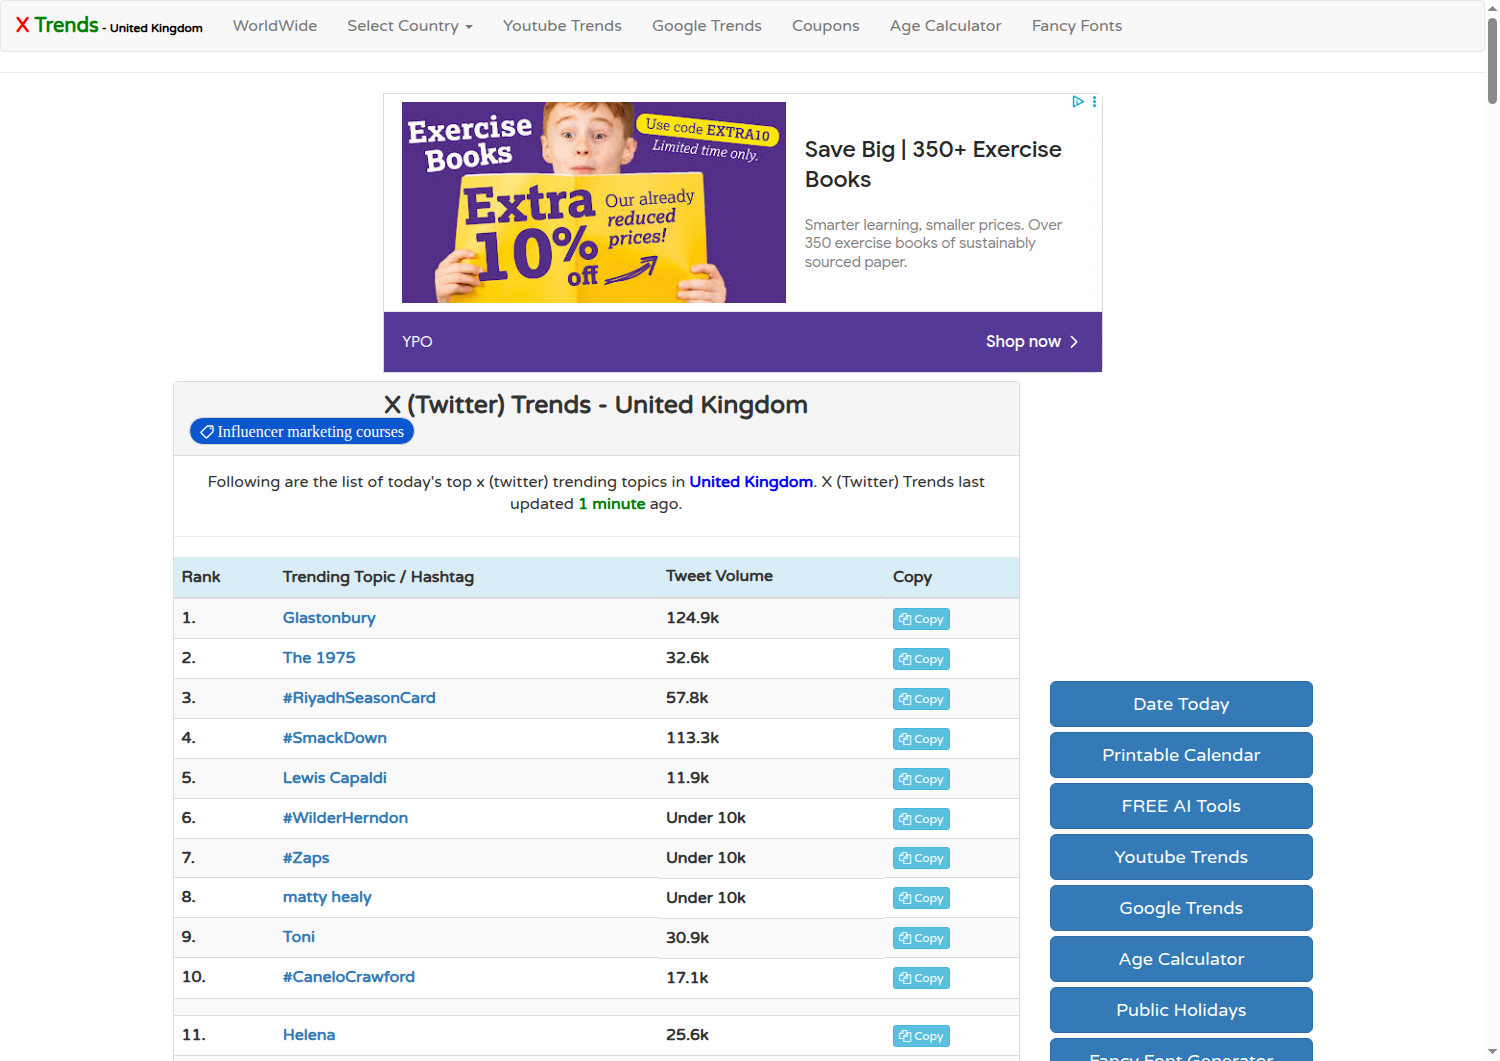 X Trends - United Kingdom WorldWide Select Country Youtube Trends Google Trends Coupons Age Calculator Fancy Fonts
Exercise
Books
Use code EXTRA10
Limited time only.
Extra
10%
off
Our already
reduced
prices!
Save Big | 350+ Exercise
Books
Smarter learning, smaller prices. Over
350 exercise books of sustainably
sourced paper.
YPO Shop now
X (Twitter) Trends - United Kingdom
Influencer marketing courses
Following are the list of today's top x (twitter) trending topics in United Kingdom. X (Twitter) Trends last
updated 1 minute ago.
Rank Trending Topic / Hashtag Tweet Volume Copy
1. Glastonbury 124.9k Copy
2. The 1975 32.6k Copy
3. #RiyadhSeasonCard 57.8k Copy
4. #SmackDown 113.3k Copy
5. Lewis Capaldi 11.9k Copy
6. #WilderHerndon Under 10k Copy
7. #Zaps Under 10k Copy
8. matty healy Under 10k Copy
9. Toni 30.9k Copy
10. #CaneloCrawford 17.1k Copy
11. Helena 25.6k Copy
Date Today
Printable Calendar
FREE AI Tools
Youtube Trends
Google Trends
Age Calculator
Public Holidays
Fancy Font Generator